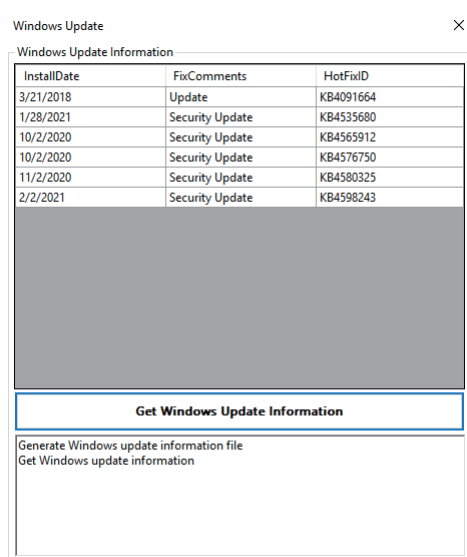 Windows Update
Windows Update Information
InstallDate FixComments HotFixID
3/21/2018 Update KB4091664
1/28/2021 Security Update KB4535680
10/2/2020 Security Update KB4565912
10/2/2020 Security Update KB4576750
11/2/2020 Security Update KB4580325
2/2/2021 Security Update KB4598243
Get Windows Update Information
Generate Windows update information file
Get Windows update information